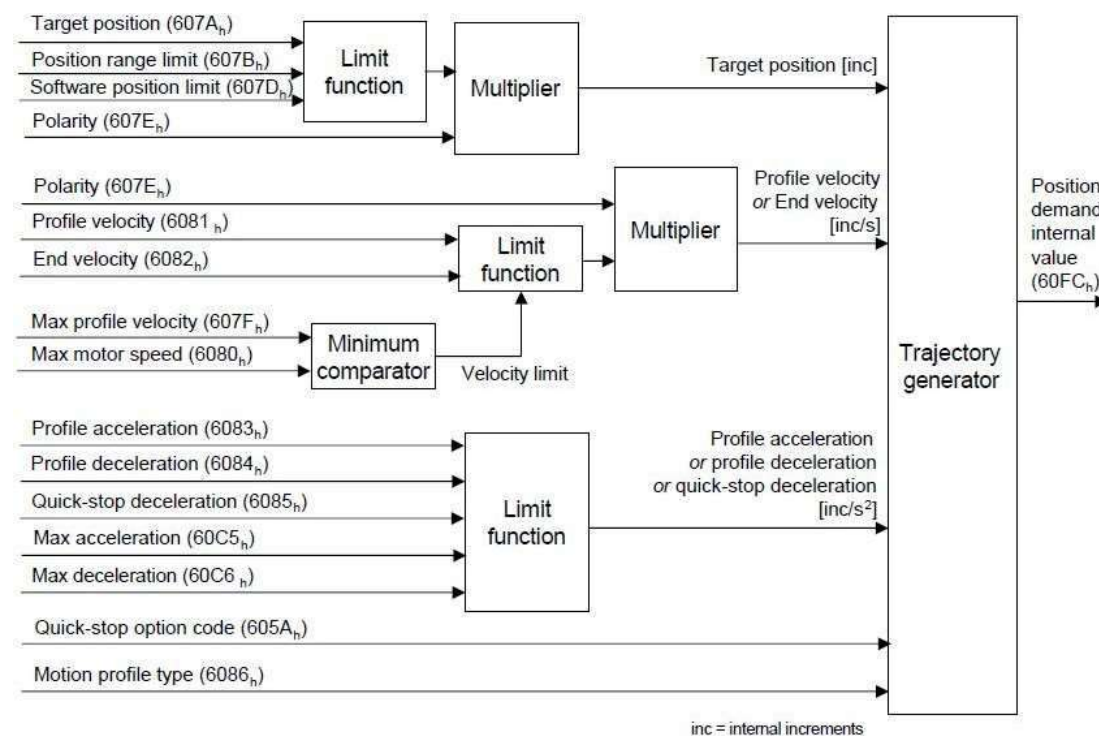 Target position (607Ah)
Position range limit (607Bh)
Software position limit (607Dh)
Polarity (607Eh)
Limit
function
Multiplier
Target position [inc]
Polarity (607Eh)
Profile velocity (6081 h)
End velocity (6082h)
Limit
function
Multiplier
Profile velocity
or End velocity
[inc/s]
Max profile velocity (607Fh)
Max motor speed (6080h)
Minimum
comparator
Velocity limit
Trajectory
generator
Position
demand
internal
value
(60FCh)
Profile acceleration (6083h)
Profile deceleration (6084h)
Quick-stop deceleration (6085h)
Max acceleration (60C5h)
Max deceleration (60C6 h)
Limit
function
Profile acceleration
or profile deceleration
or quick-stop deceleration
[inc/s2]
Quick-stop option code (605Ah)
Motion profile type (6086h)
inc = internal increments